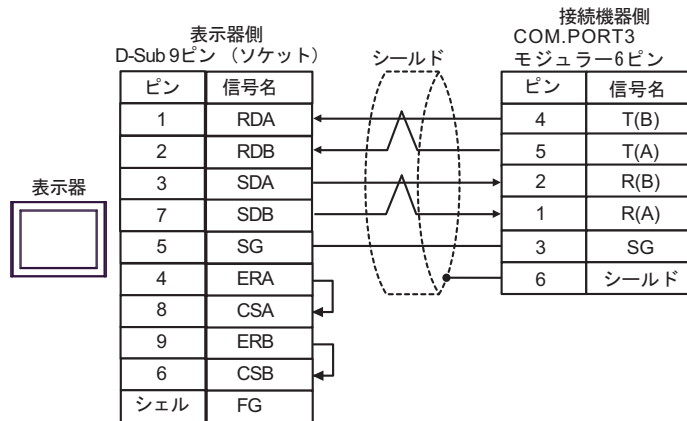 表示器側
D-Sub 9ピン （ソケット）
シールド
接続機器側
COM.PORT3
モジュラー6ピン
ピン 信号名
ピン 信号名
1 RDA
4 T(B)
2 RDB
5 T(A)
3 SDA
2 R(B)
表示器
7 SDB
1 R(A)
5 SG
3 SG
4 ERA
6 シールド
8 CSA
9 ERB
6 CSB
シェル FG